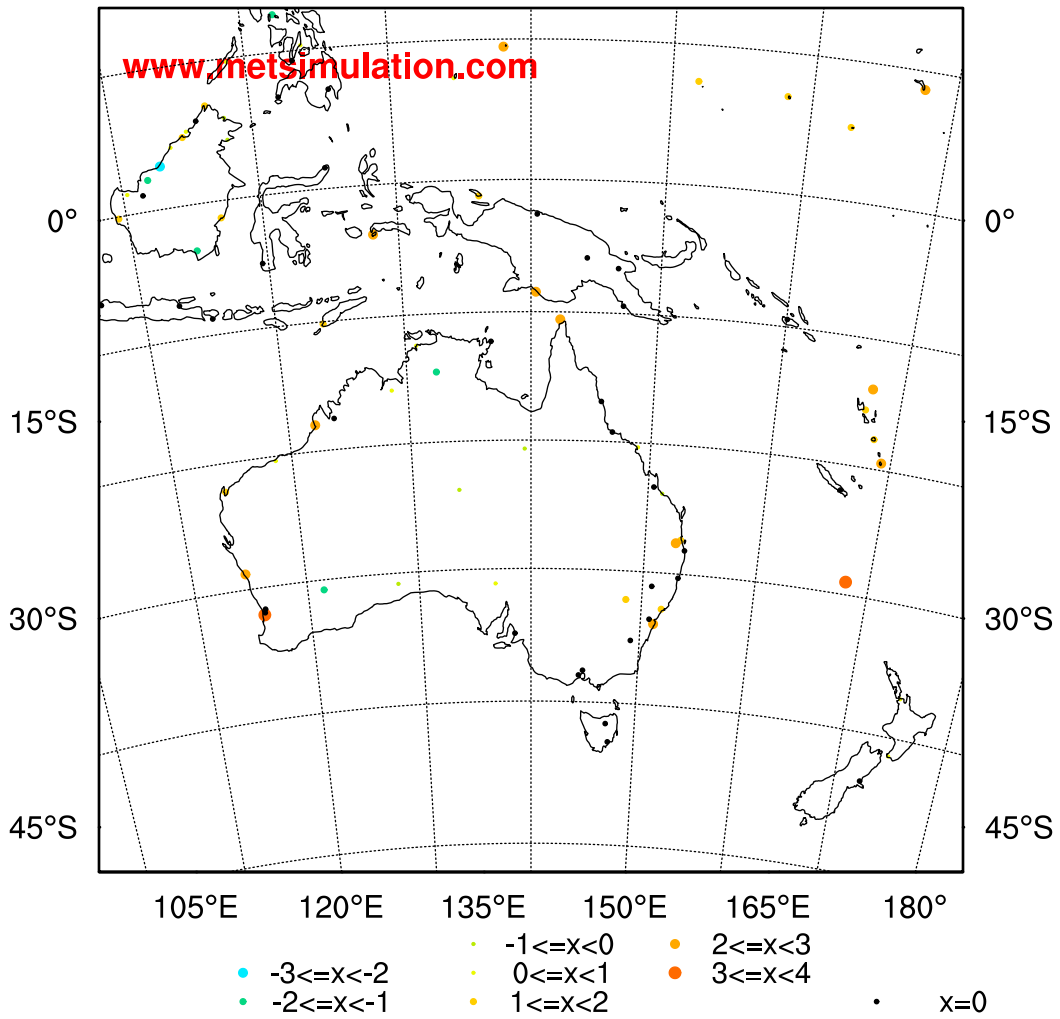 www.metsimulation.com
0° 0°
15°S 15°S
30°S 30°S
45°S 45°S
105°E 120°E 135°E 150°E 165°E 180°
-1<=x<0 2<=x<3
-3<=x<-2 0<=x<1 3<=x<4
-2<=x<-1 1<=x<2 x=0